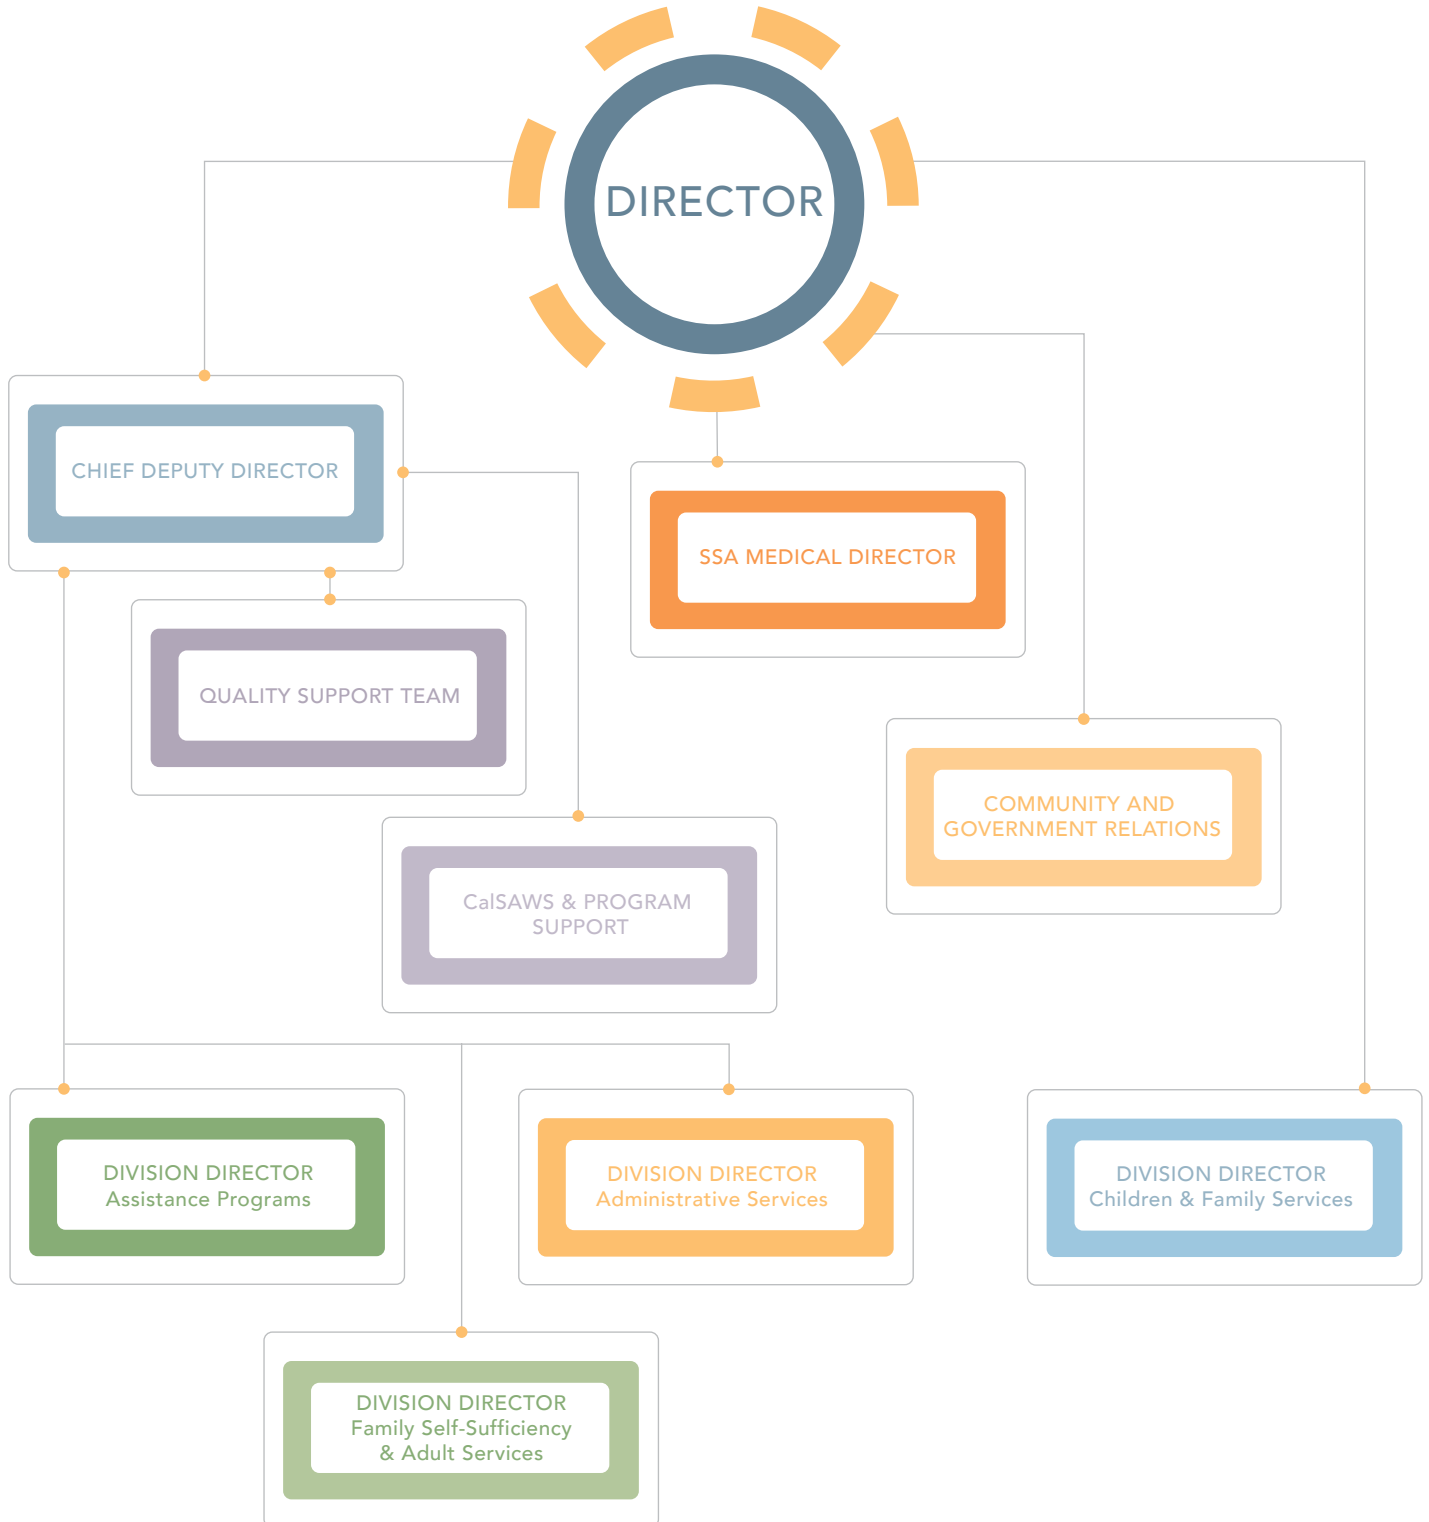 DIRECTOR
CHIEF DEPUTY DIRECTOR
SSA MEDICAL DIRECTOR
QUALITY SUPPORT TEAM
COMMUNITY AND
GOVERNMENT RELATIONS
CalSAWS & PROGRAM
SUPPORT
DIVISION DIRECTOR
Assistance Programs
DIVISION DIRECTOR
Administrative Services
DIVISION DIRECTOR
Children & Family Services
DIVISION DIRECTOR
Family Self-Sufficiency
& Adult Services